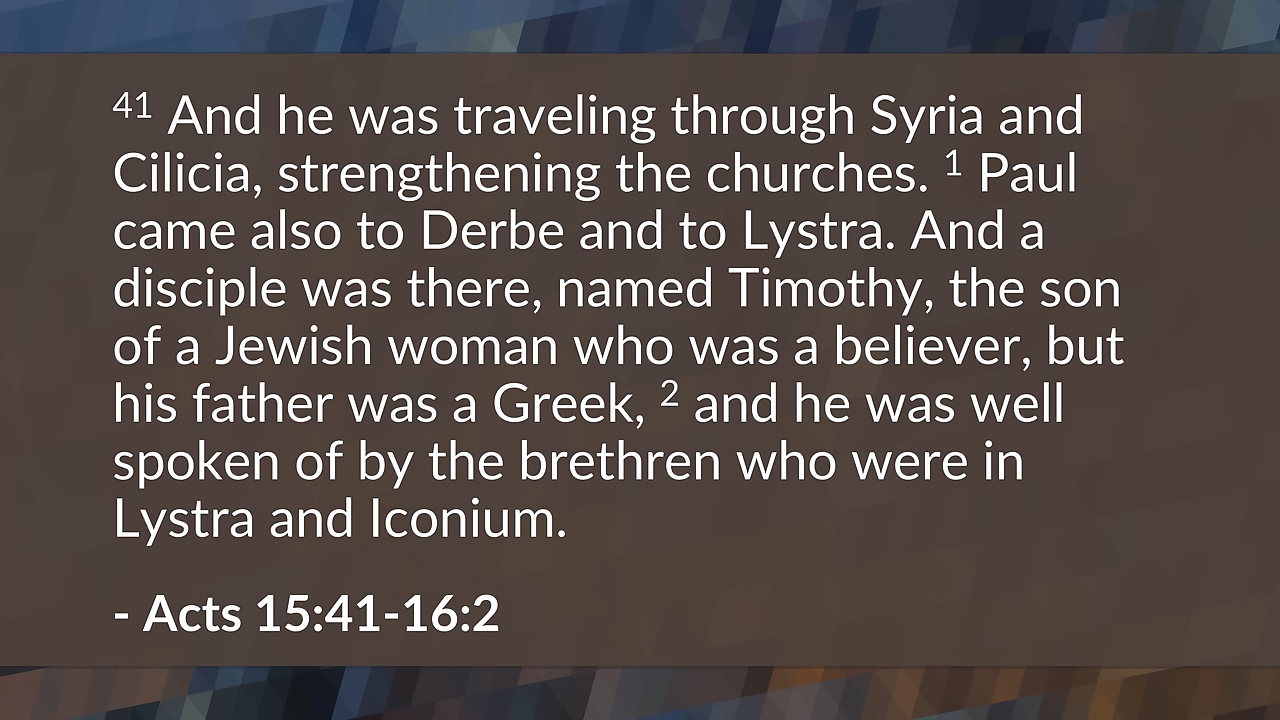 41 And he was traveling through Syria and
Cilicia, strengthening the churches. 1 Paul
came also to Derbe and to Lystra. And a
disciple was there, named Timothy, the son
of a Jewish woman who was a believer, but
his father was a Greek, 2 and he was well
spoken of by the brethren who were in
Lystra and Iconium.
- Acts 15:41-16:2